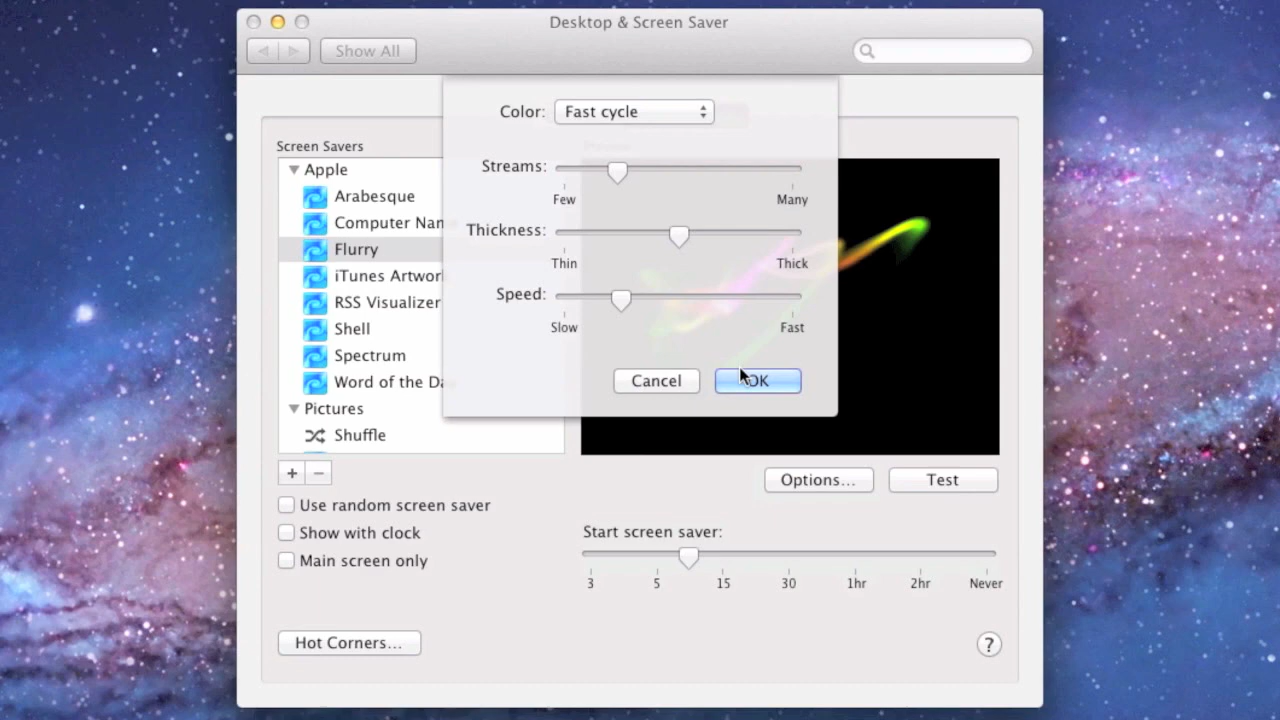 Desktop & Screen Saver
Show All
Color: Fast cycle
Screen Savers
Apple
Arabesque
Computer Nam
Flurry
iTunes Artwor
RSS Visualizer
Shell
Spectrum
Word of the Da
Pictures
Shuffle
Streams:
Few Many
Thickness:
Thin Thick
Speed:
Slow Fast
Cancel OK
+ −
Options... Test
Use random screen saver
Show with clock
Main screen only
Start screen saver:
3 5 15 30 1hr 2hr Never
Hot Corners... ?